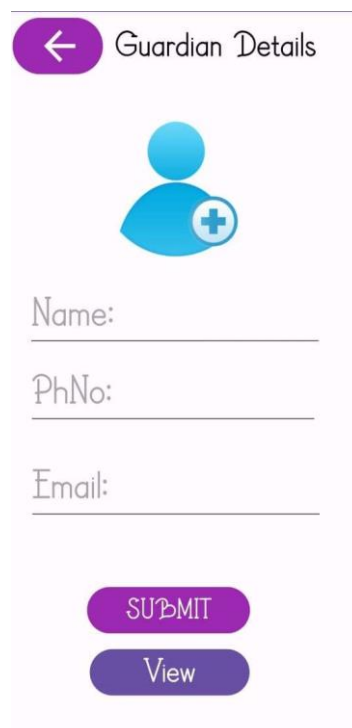 Guardian Details
Name:
PhNo:
Email:
SUBMIT
View